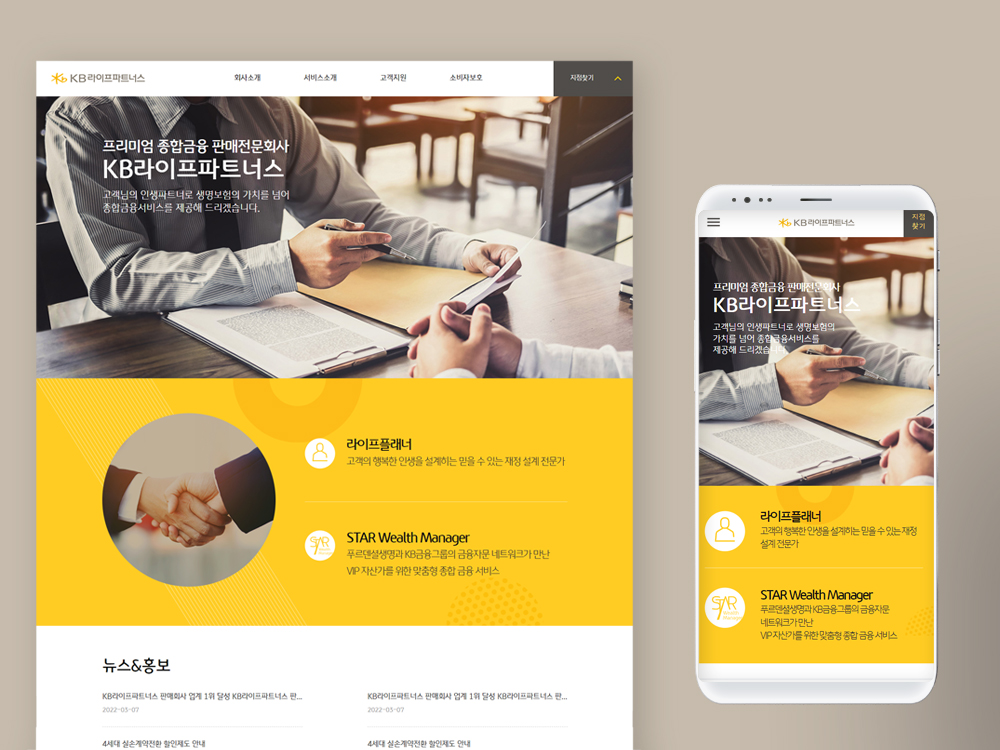 KB라이프파트너스
회사소개
서비스소개
고객지원
소비자보호
지점찾기
프리미엄 종합금융 판매전문회사
KB라이프파트너스
고객님의 인생파트너로 생명보험의 가치를 넘어
종합금융서비스를 제공해 드리겠습니다.
라이프플래너
고객의 행복한 인생을 설계하는 믿을 수 있는 재정 설계 전문가
STAR
STAR Wealth Manager
푸르덴셜생명과 KB금융그룹의 금융자문 네트워크가 만난
VIP 자산가를 위한 맞춤형 종합 금융 서비스
뉴스&홍보
KB라이프파트너스 판매회사 업계 1위 달성 KB라이프파트너스 판...
2022-03-07
4세대 실손계약전환 할인제도 안내
KB라이프파트너스 판매회사 업계 1위 달성 KB라이프파트너스 판...
2022-03-07
4세대 실손계약전환 할인제도 안내
KB라이프파트너스
지점
찾기
프리미엄 종합금융 판매전문회사
KB라이프파트너스
고객님의 인생파트너로 생명보험의
가치를 넘어 종합금융서비스를
제공해 드리겠습니다.
라이프플래너
고객의 행복한 인생을 설계하는 믿을 수 있는 재정
설계 전문가
STAR
STAR Wealth Manager
푸르덴셜생명과 KB금융그룹의 금융자문
네트워크가 만난
VIP 자산가를 위한 맞춤형 종합 금융 서비스